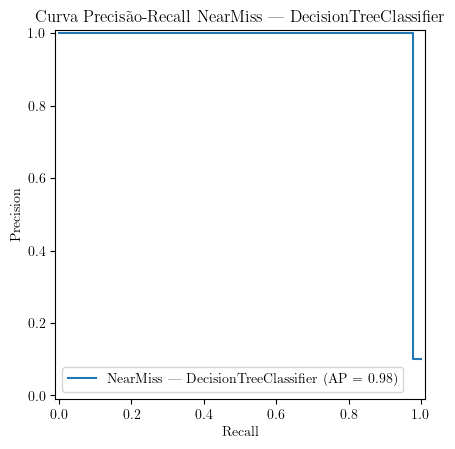 Curva Precisão-Recall NearMiss — DecisionTreeClassifier
1.0
0.8
0.6
0.4
0.2
0.0
Precision
NearMiss — DecisionTreeClassifier (AP = 0.98)
0.0 0.2 0.4 0.6 0.8 1.0
Recall